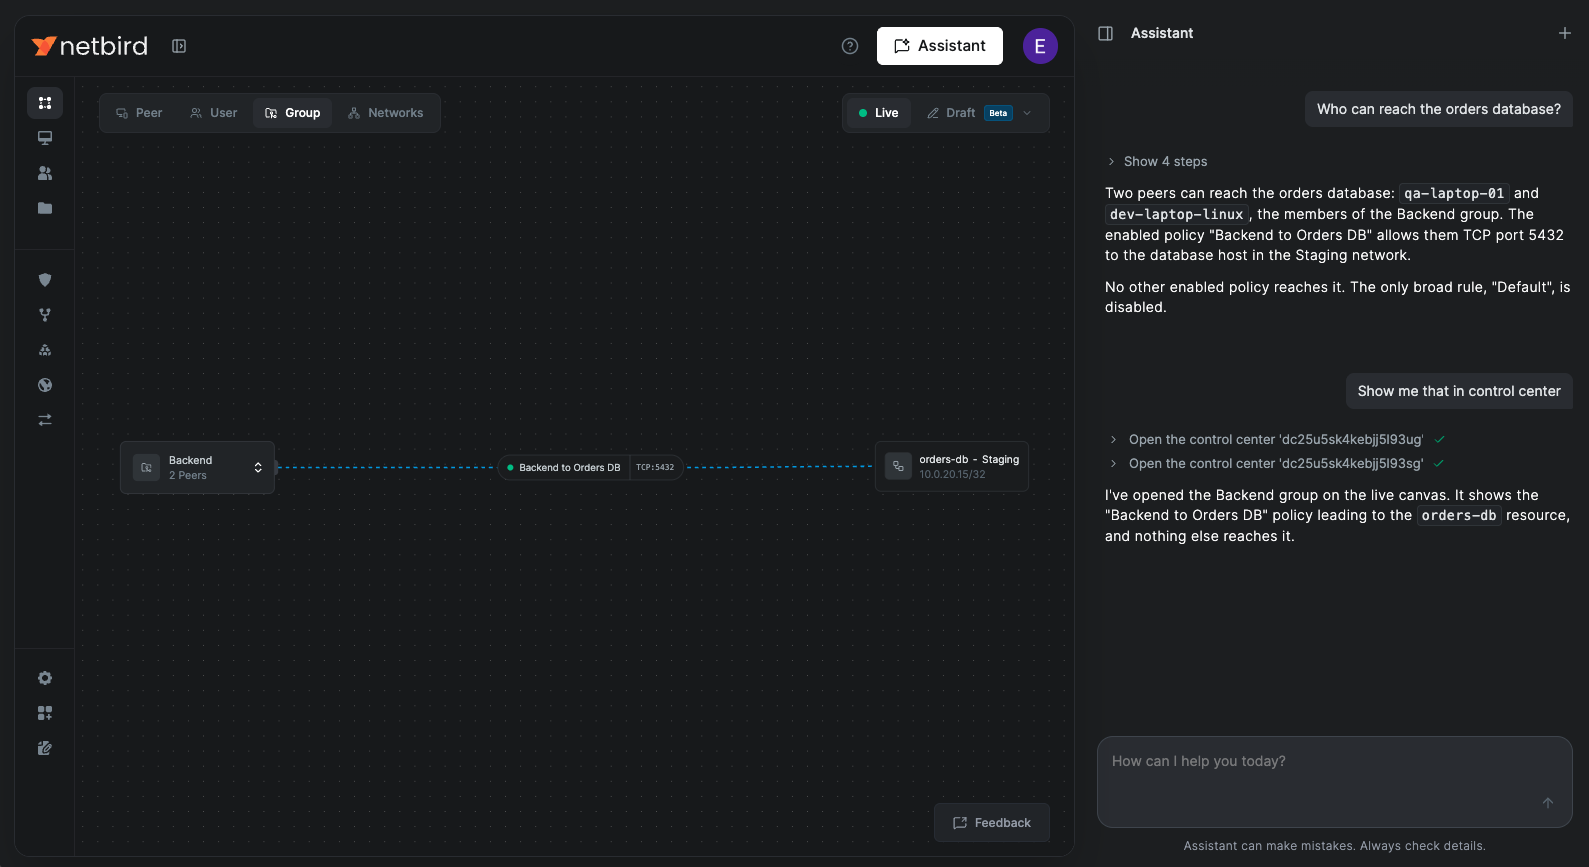 netbird
Assistant
E
Peer
User
Group
Networks
Live
Draft
Beta
Backend
2 Peers
Backend to Orders DB
TCP:5432
orders-db - Staging
10.0.20.15/32
Feedback
Assistant
Who can reach the orders database?
Show 4 steps
Two peers can reach the orders database: qa-laptop-01 and
dev-laptop-linux, the members of the Backend group. The
enabled policy "Backend to Orders DB" allows them TCP port 5432
to the database host in the Staging network.
No other enabled policy reaches it. The only broad rule, "Default", is
disabled.
Show me that in control center
Open the control center 'dc25u5sk4kebjj5l93ug'
Open the control center 'dc25u5sk4kebjj5l93sg'
I've opened the Backend group on the live canvas. It shows the
"Backend to Orders DB" policy leading to the orders-db resource,
and nothing else reaches it.
How can I help you today?
Assistant can make mistakes. Always check details.